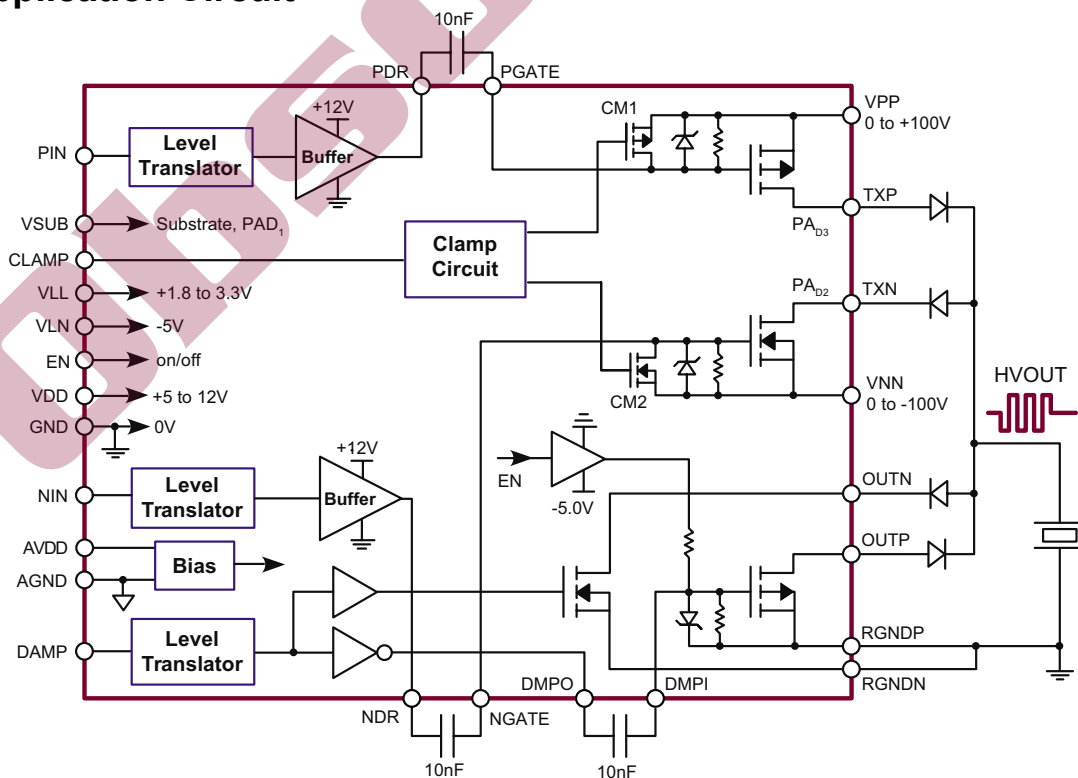 pplication Circuit
10nF
PDR
PGATE
+12V
CM1
VPP
0 to +100V
PIN
Level
Translator
Buffer
TXP
VSUB
Substrate, PAD1
PAD3
CLAMP
Clamp
Circuit
VLL
+1.8 to 3.3V
PAD2
TXN
VLN
-5V
EN
on/off
HVOUT
VDD
+5 to 12V
CM2
VNN
0 to -100V
GND
0V
+12V
EN
-5.0V
NIN
Level
Translator
Buffer
OUTN
AVDD
Bias
OUTP
AGND
DAMP
Level
Translator
RGNDP
RGNDN
DMPO
DMPI
NDR
NGATE
10nF
10nF
Obso